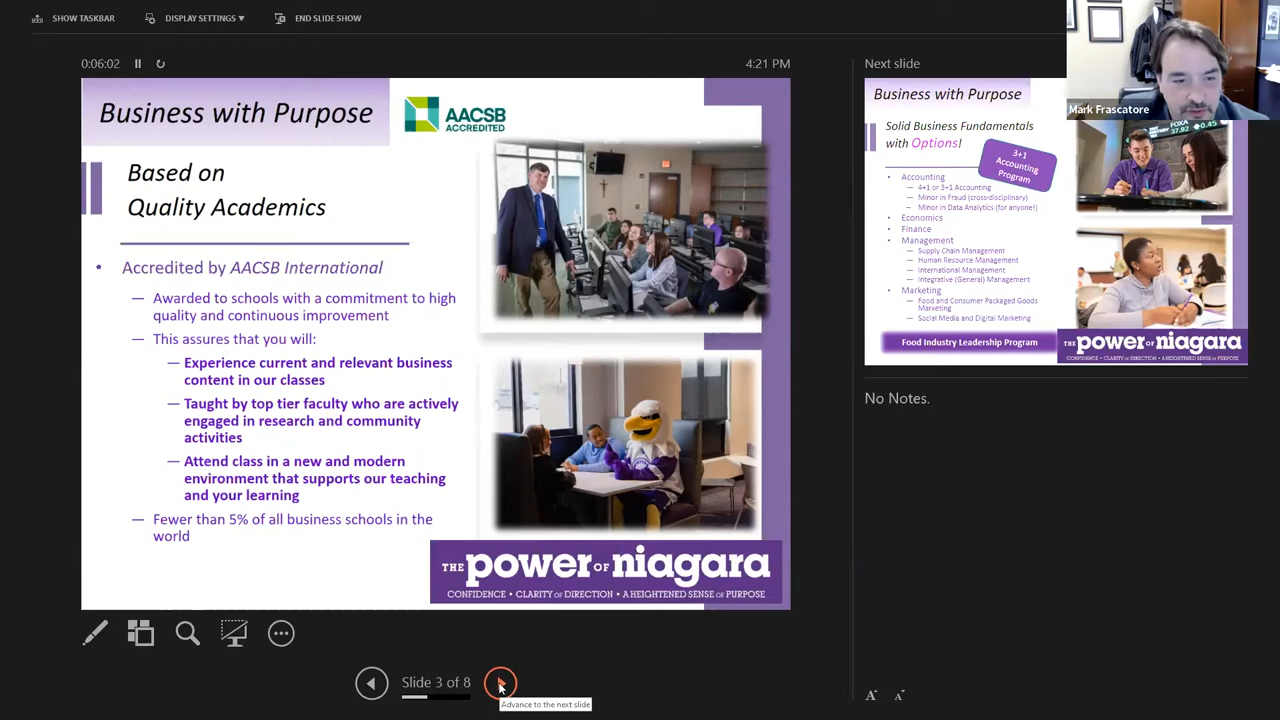 SHOW TASKBAR
DISPLAY SETTINGS ▼
END SLIDE SHOW
0:06:02
4:21 PM
Business with Purpose
AACSB
ACCREDITED
Based on
Quality Academics
• Accredited by AACSB International
— Awarded to schools with a commitment to high
quality and continuous improvement
— This assures that you will:
— Experience current and relevant business
content in our classes
— Taught by top tier faculty who are actively
engaged in research and community
activities
— Attend class in a new and modern
environment that supports our teaching
and your learning
— Fewer than 5% of all business schools in the
world
THE power OF niagara
CONFIDENCE • CLARITY OF DIRECTION • A HEIGHTENED SENSE OF PURPOSE
Slide 3 of 8
Advance to the next slide
Next slide
Mark Frascatore
Business with Purpose
Solid Business Fundamentals
with Options!
3+1
Accounting
Program
FOXA
37.92 0.45
• Accounting
— 4+1 or 3+1 Accounting
— Minor in Fraud (cross-disciplinary)
— Minor in Data Analytics (for anyone!)
• Economics
• Finance
• Management
— Supply Chain Management
— Human Resource Management
— International Management
— Integrative (General) Management
• Marketing
— Food and Consumer Packaged Goods
Marketing
— Social Media and Digital Marketing
Food Industry Leadership Program
THE power OF niagara
CONFIDENCE • CLARITY OF DIRECTION • A HEIGHTENED SENSE OF PURPOSE
No Notes.
A A